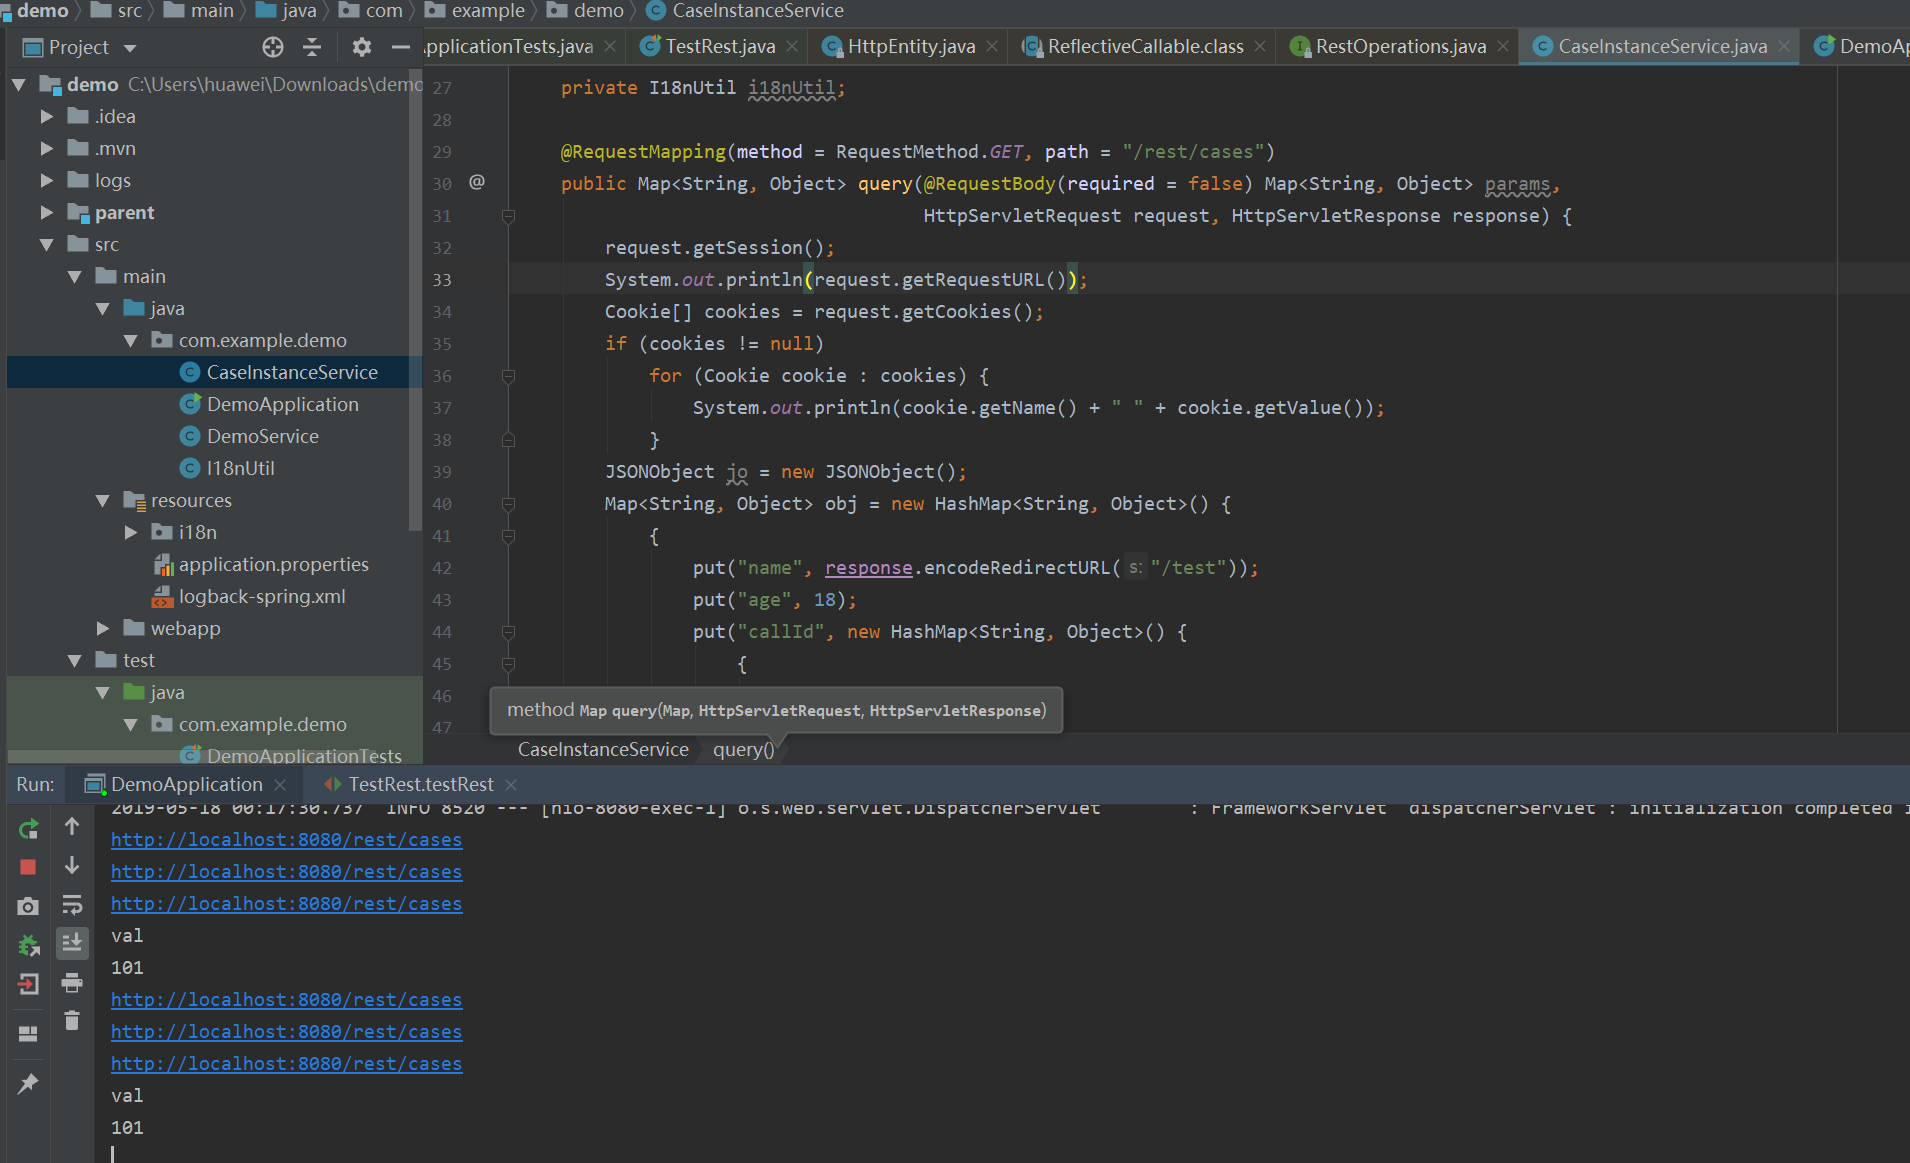 demo src main java com example demo CaseInstanceService
Project
pplicationTests.java TestRest.java HttpEntity.java ReflectiveCallable.class RestOperations.java CaseInstanceService.java DemoAp
demo C:\Users\huawei\Downloads\demo
.idea
.mvn
logs
parent
src
main
java
com.example.demo
CaseInstanceService
DemoApplication
DemoService
I18nUtil
resources
i18n
application.properties
logback-spring.xml
webapp
test
java
com.example.demo
DemoApplicationTests
27 private I18nUtil i18nUtil;
28
29 @RequestMapping(method = RequestMethod.GET, path = "/rest/cases")
30 @ public Map<String, Object> query(@RequestBody(required = false) Map<String, Object> params,
31 HttpServletRequest request, HttpServletResponse response) {
32 request.getSession();
33 System.out.println(request.getRequestURL());
34 Cookie[] cookies = request.getCookies();
35 if (cookies != null)
36 for (Cookie cookie : cookies) {
37 System.out.println(cookie.getName() + " " + cookie.getValue());
38 }
39 JSONObject jo = new JSONObject();
40 Map<String, Object> obj = new HashMap<String, Object>() {
41 {
42 put("name", response.encodeRedirectURL( s: "/test"));
43 put("age", 18);
44 put("callId", new HashMap<String, Object>() {
45 {
46
47
method Map query(Map, HttpServletRequest, HttpServletResponse)
CaseInstanceService query()
Run: DemoApplication TestRest.testRest
2019-05-18 00:17:30.737 INFO 8520 --- [nio-8080-exec-1] o.s.web.servlet.DispatcherServlet : FrameworkServlet 'dispatcherServlet': initialization completed i
http://localhost:8080/rest/cases
http://localhost:8080/rest/cases
http://localhost:8080/rest/cases
val
101
http://localhost:8080/rest/cases
http://localhost:8080/rest/cases
http://localhost:8080/rest/cases
val
101